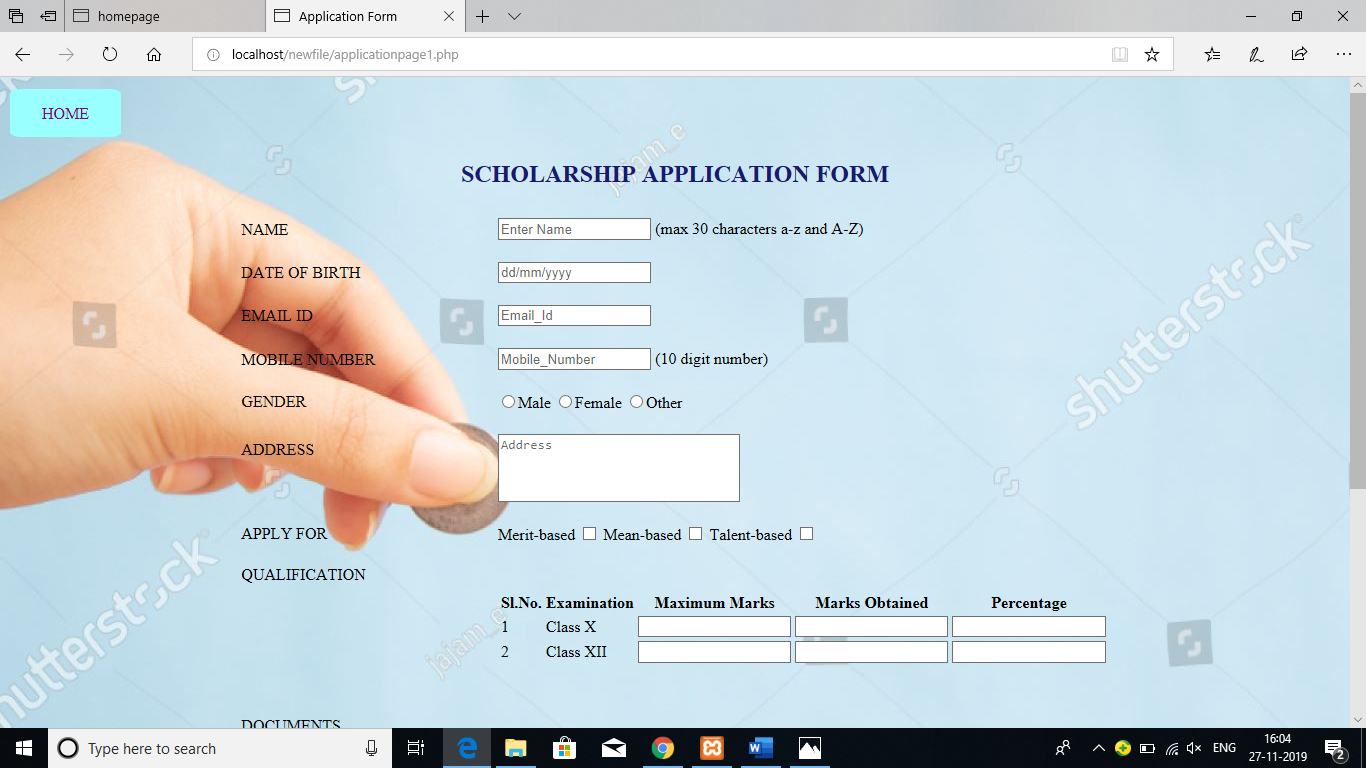 homepage
Application Form
localhost/newfile/applicationpage1.php
HOME
SCHOLARSHIP APPLICATION FORM
NAME Enter Name (max 30 characters a-z and A-Z)
DATE OF BIRTH dd/mm/yyyy
EMAIL ID Email_Id
MOBILE NUMBER Mobile_Number (10 digit number)
GENDER Male Female Other
ADDRESS Address
APPLY FOR Merit-based Mean-based Talent-based
QUALIFICATION
Sl.No. Examination Maximum Marks Marks Obtained Percentage
1 Class X
2 Class XII
DOCUMENTS
shutterstock
shutterstock
jajam_e
jajam_e
Type here to search
ENG
16:04
27-11-2019
2